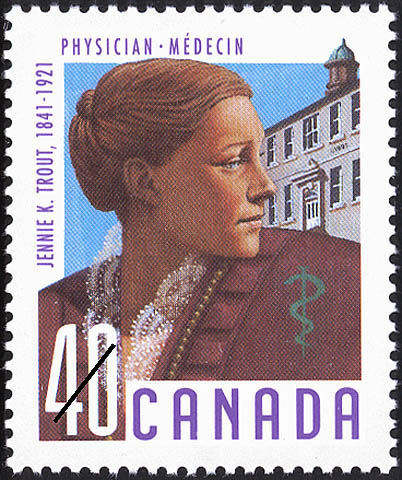 PHYSICIAN · MÉDECIN
JENNIE K. TROUT, 1841-1921
40
CANADA